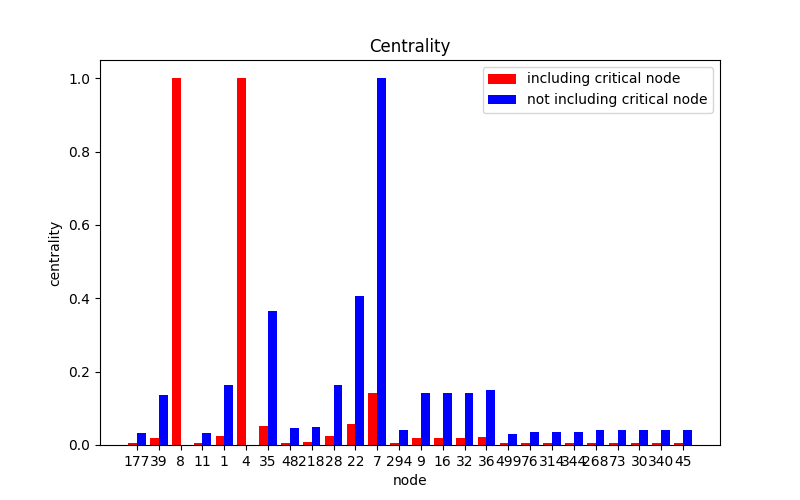 Centrality
including critical node
not including critical node
centrality
1.0
0.8
0.6
0.4
0.2
0.0
177 39 8 11 1 4 35 48 218 28 22 7 294 9 16 32 36 499 76 314 344 268 73 30 340 45
node